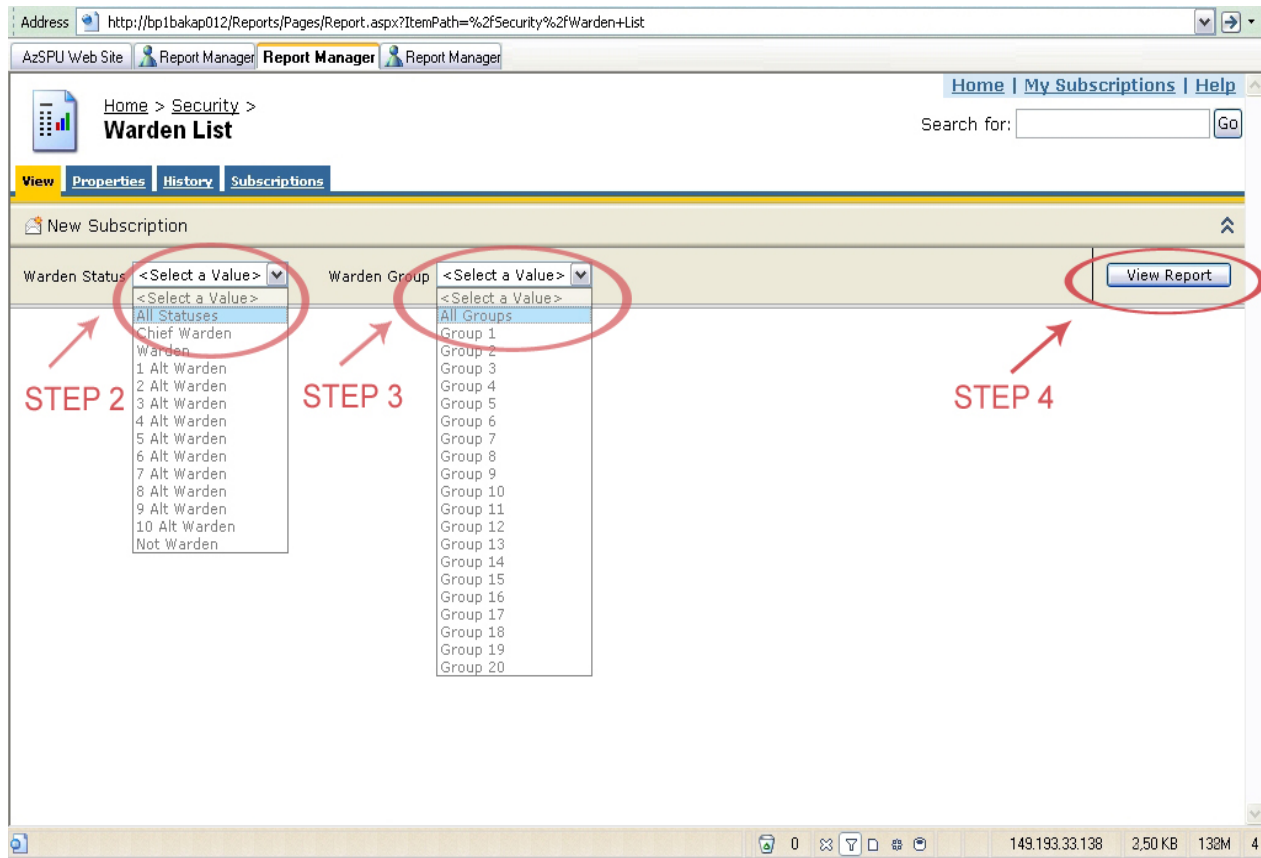 Address http://bp1bakap012/Reports/Pages/Report.aspx?ItemPath=%2fSecurity%2fWarden+List
AzSPU Web Site Report Manager Report Manager Report Manager
Home | My Subscriptions | Help
Home > Security >
Warden List
Search for: Go
View Properties History Subscriptions
New Subscription
Warden Status <Select a Value> Warden Group <Select a Value> View Report
<Select a Value> <Select a Value>
All Statuses All Groups
Chief Warden Group 1
Warden Group 2
1 Alt Warden Group 3
2 Alt Warden Group 4
STEP 2 3 Alt Warden STEP 3 Group 5 STEP 4
4 Alt Warden Group 6
5 Alt Warden Group 7
6 Alt Warden Group 8
7 Alt Warden Group 9
8 Alt Warden Group 10
9 Alt Warden Group 11
10 Alt Warden Group 12
Not Warden Group 13
Group 14
Group 15
Group 16
Group 17
Group 18
Group 19
Group 20
0 149.193.33.138 2,50 KB 132M 4